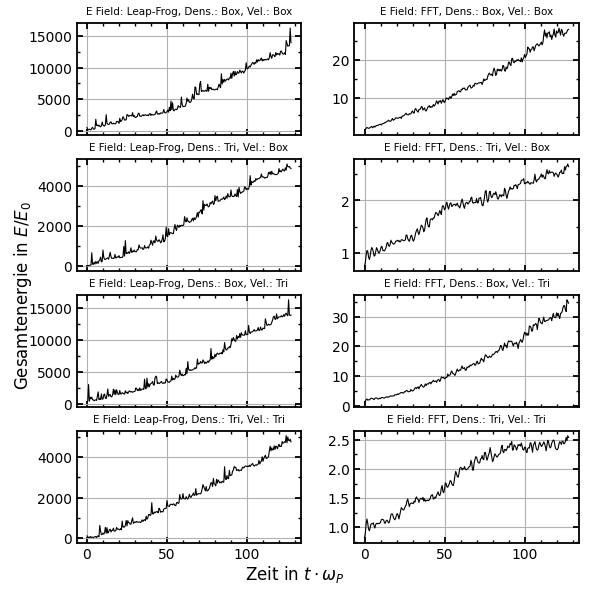 E Field: Leap-Frog, Dens.: Box, Vel.: Box
E Field: FFT, Dens.: Box, Vel.: Box
15000
10000
5000
0
20
10
E Field: Leap-Frog, Dens.: Tri, Vel.: Box
E Field: FFT, Dens.: Tri, Vel.: Box
4000
2000
0
2
1
E Field: Leap-Frog, Dens.: Box, Vel.: Tri
E Field: FFT, Dens.: Box, Vel.: Tri
15000
10000
5000
0
30
20
10
0
E Field: Leap-Frog, Dens.: Tri, Vel.: Tri
E Field: FFT, Dens.: Tri, Vel.: Tri
4000
2000
0
2.5
2.0
1.5
1.0
0 50 100
0 50 100
Gesamtenergie in E/E₀
Zeit in t · ω_P